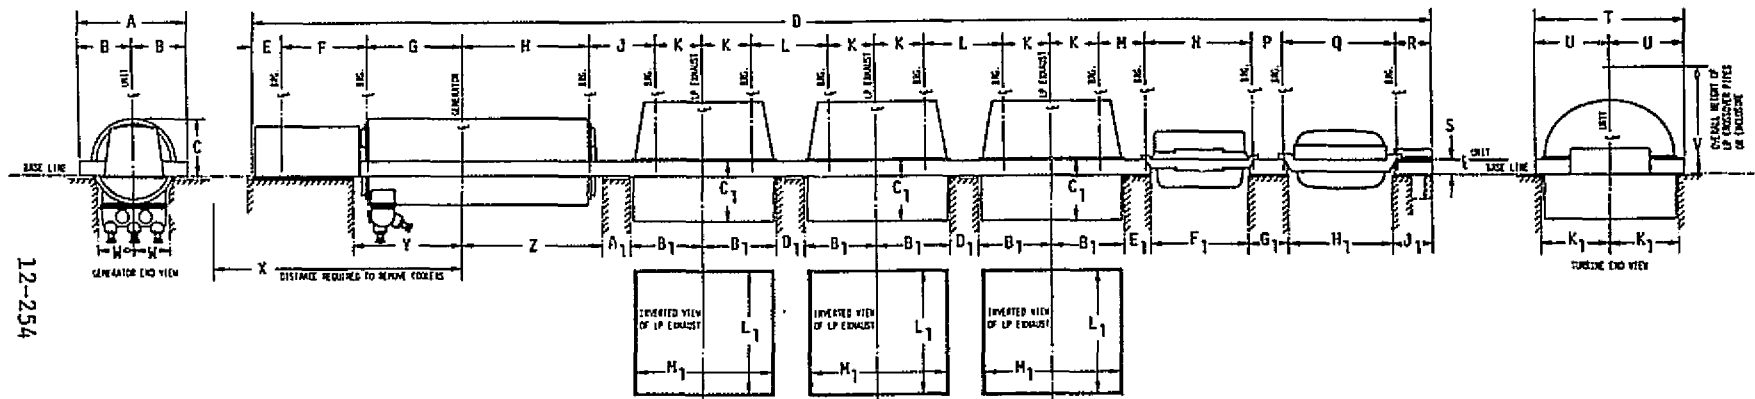 A
D
T
B B
E F G H J K K L K K L K K M N P Q R
U U
UNIT
BRG.
BRG.
GENERATOR
BRG.
BRG.
LP EXHAUST
BRG.
BRG.
LP EXHAUST
BRG.
BRG.
LP EXHAUST
BRG.
BRG.
BRG.
BRG.
BRG.
UNIT
OVERALL HEIGHT OF
LP CROSSOVER PIPES
OR ENCLOSURE
V
C
S
BASE LINE
UNIT
BASE LINE
C1
C1
C1
W W
Y Z A1 B1 B1 D1 B1 B1 D1 B1 B1 E1 F1 G1 H1 J1
K1 K1
GENERATOR END VIEW
TURBINE END VIEW
X
DISTANCE REQUIRED TO REMOVE COOLERS
INVERTED VIEW
OF LP EXHAUST
L1
M1
INVERTED VIEW
OF LP EXHAUST
L1
M1
INVERTED VIEW
OF LP EXHAUST
L1
M1
12-254